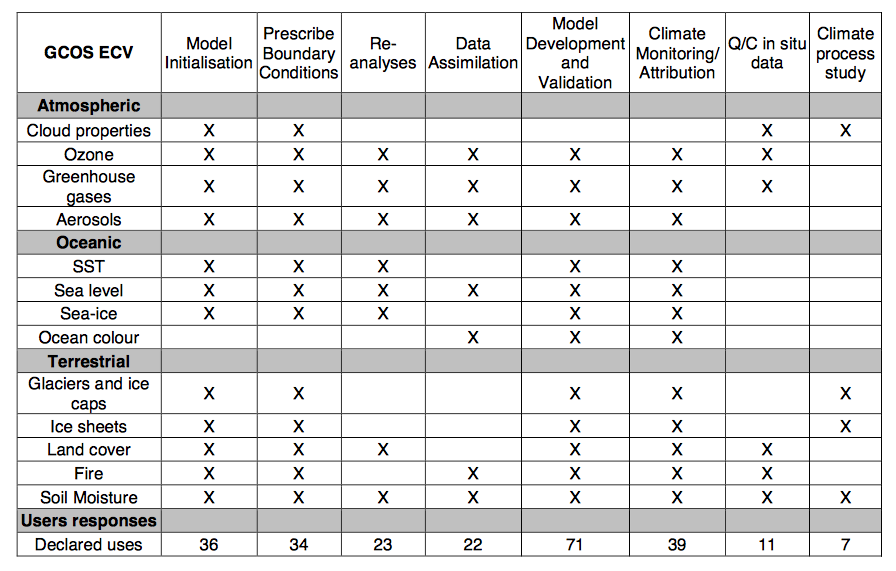 GCOS ECV Model Initialisation Prescribe Boundary Conditions Re-analyses Data Assimilation Model Development and Validation Climate Monitoring/ Attribution Q/C in situ data Climate process study
Atmospheric
Cloud properties X X X X
Ozone X X X X X X X
Greenhouse gases X X X X X X X
Aerosols X X X X X X
Oceanic
SST X X X X X
Sea level X X X X X X
Sea-ice X X X X X
Ocean colour X X X
Terrestrial
Glaciers and ice caps X X X X X
Ice sheets X X X X X
Land cover X X X X X X
Fire X X X X X X
Soil Moisture X X X X X X X X
Users responses
Declared uses 36 34 23 22 71 39 11 7